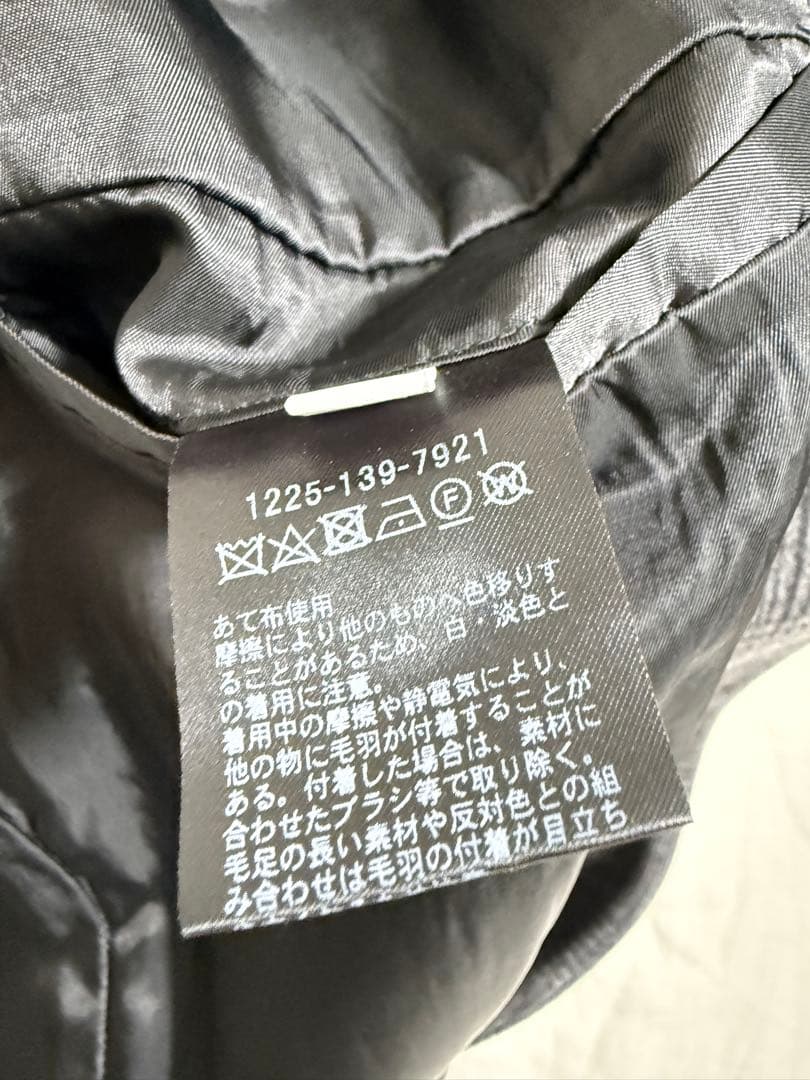 1225-139-7921
F W
あて布使用
摩擦により他のものへ色移りす
ることがあるため、白・淡色と
の着用に注意。
着用中の摩擦や静電気により、
他の物に毛羽が付着することが
ある。付着した場合は、素材に
合わせたブラシ等で取り除く。
毛足の長い素材や反対色との組
み合わせは毛羽の付着が目立ち